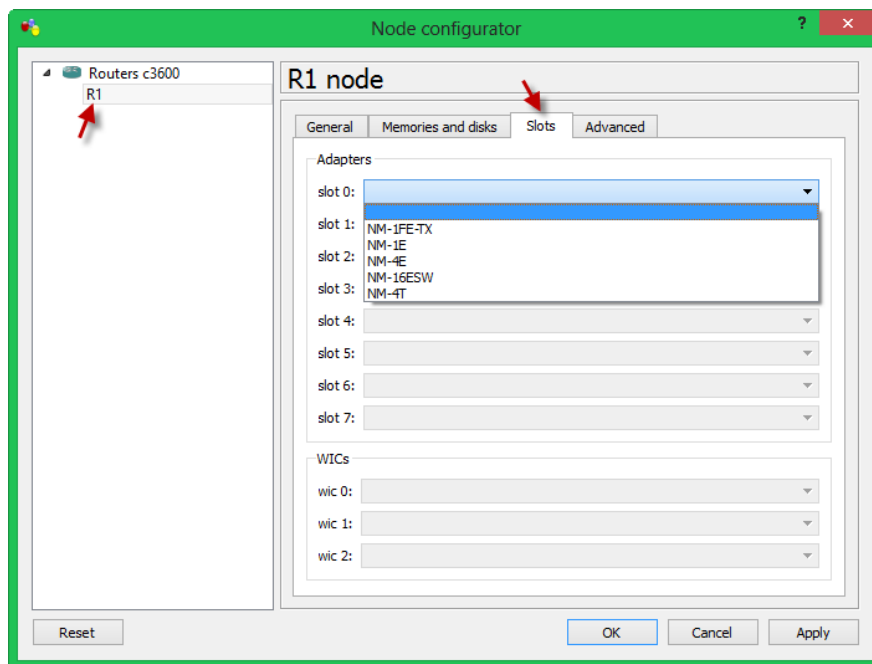 Node configurator
?
×
Routers c3600
R1
R1 node
General Memories and disks Slots Advanced
Adapters
slot 0:
slot 1:
NM-1FE-TX
NM-1E
slot 2:
NM-4E
NM-16ESW
slot 3:
NM-4T
slot 4:
slot 5:
slot 6:
slot 7:
WICs
wic 0:
wic 1:
wic 2:
Reset OK Cancel Apply